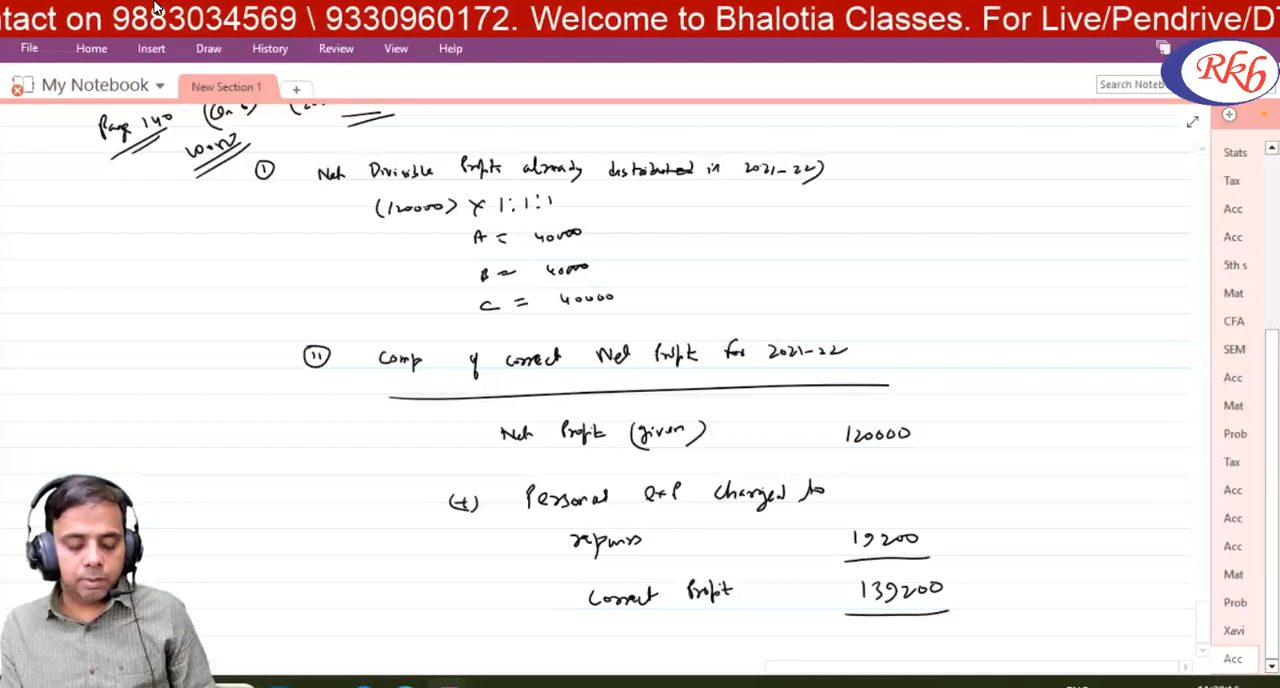 ntact on 9883034569 \ 9330960172. Welcome to Bhalotia Classes. For Live/Pendrive/D
File Home Insert Draw History Review View Help
Rkb
My Notebook New Section 1 Search Noteb
Page 140 (Qn 6)
(i) Net Divisible Profits already distributed in 2021-22)
(120000) X 1:1:1
A = 40000
B = 40000
C = 40000
(ii) Comp of correct Net Profit for 2021-22
Net Profit (given) 120000
(+) Personal exp charged to
repairs 19200
Correct Profit 139200
Stats
Tax
Acc
Acc
5th s
Mat
CFA
SEM
Acc
Mat
Prob
Tax
Acc
Acc
Acc
Mat
Prob
Xavi
Acc